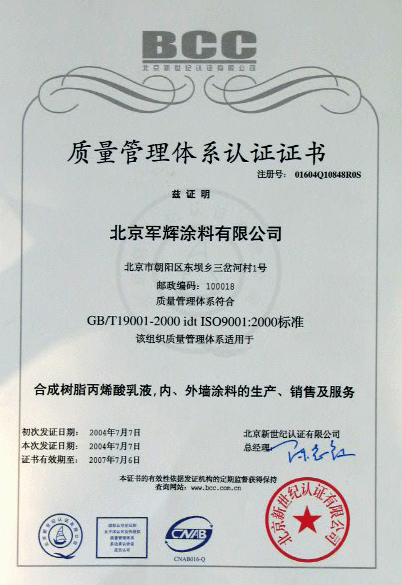 BCC
北京新世纪认证有限公司
质量管理体系认证证书
注册号： 01604Q10848R0S
兹证明
北京军辉涂料有限公司
北京市朝阳区东坝乡三岔河村1号
邮政编码：100018
质量管理体系符合
GB/T19001-2000 idt ISO9001:2000标准
该组织质量管理体系适用于
合成树脂丙烯酸乳液，内、外墙涂料的生产、销售及服务
初次发证日期： 2004年7月7日
本次发证日期： 2004年7月7日
证书有效期至： 2007年7月6日
北京新世纪认证有限公司
总经理
本证书的有效性依据发证机构的定期监督获得保持
查询网站：www.bcc.com.cn
CNAB
CNAB016-Q
北京新世纪认证有限公司